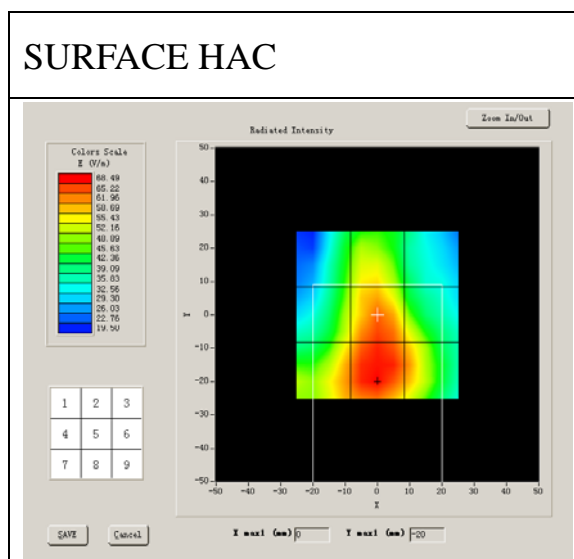 SURFACE HAC
Zoom In/Out
Radiated Intensity
Colors Scale
E (V/m)
68.49
65.22
61.96
58.69
55.43
52.16
48.89
45.63
42.36
39.09
35.83
32.56
29.30
26.03
22.76
19.50
50
40
30
20
10
0
-10
-20
-30
-40
-50
Y
-50 -40 -30 -20 -10 0 10 20 30 40 50
X
1 2 3
4 5 6
7 8 9
SAVE Cancel
X max1 (mm) 0 Y max1 (mm) -20